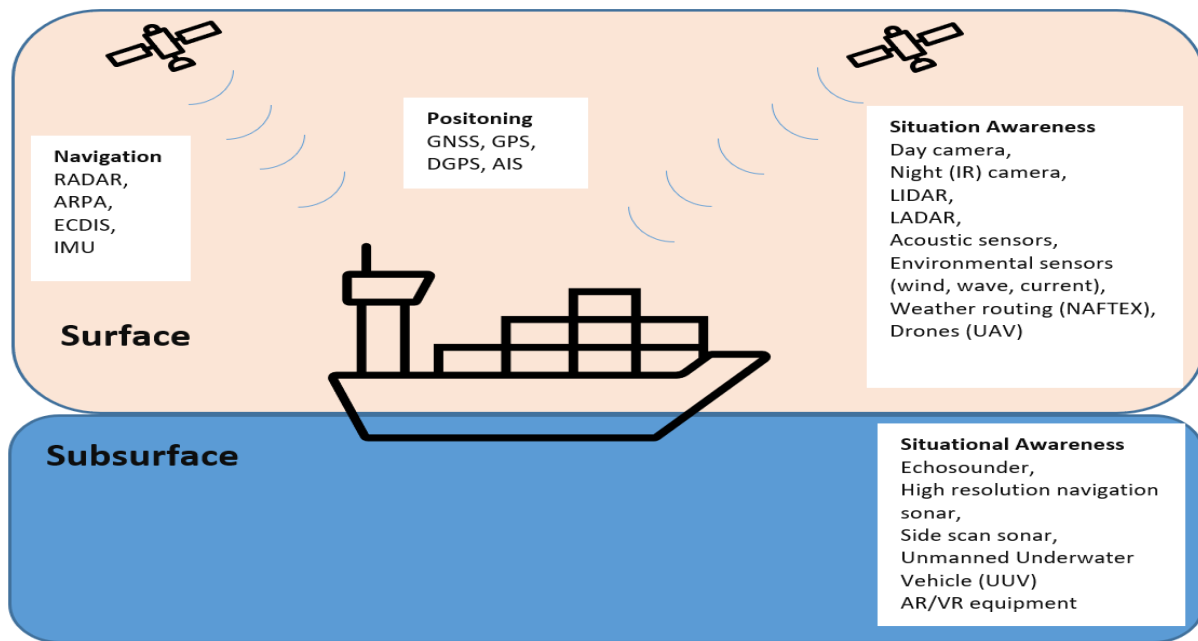 Positoning
GNSS, GPS,
DGPS, AIS
Navigation
RADAR,
ARPA,
ECDIS,
IMU
Situation Awareness
Day camera,
Night (IR) camera,
LIDAR,
LADAR,
Acoustic sensors,
Environmental sensors
(wind, wave, current),
Weather routing (NAFTEX),
Drones (UAV)
Surface
Subsurface
Situational Awareness
Echosounder,
High resolution navigation
sonar,
Side scan sonar,
Unmanned Underwater
Vehicle (UUV)
AR/VR equipment